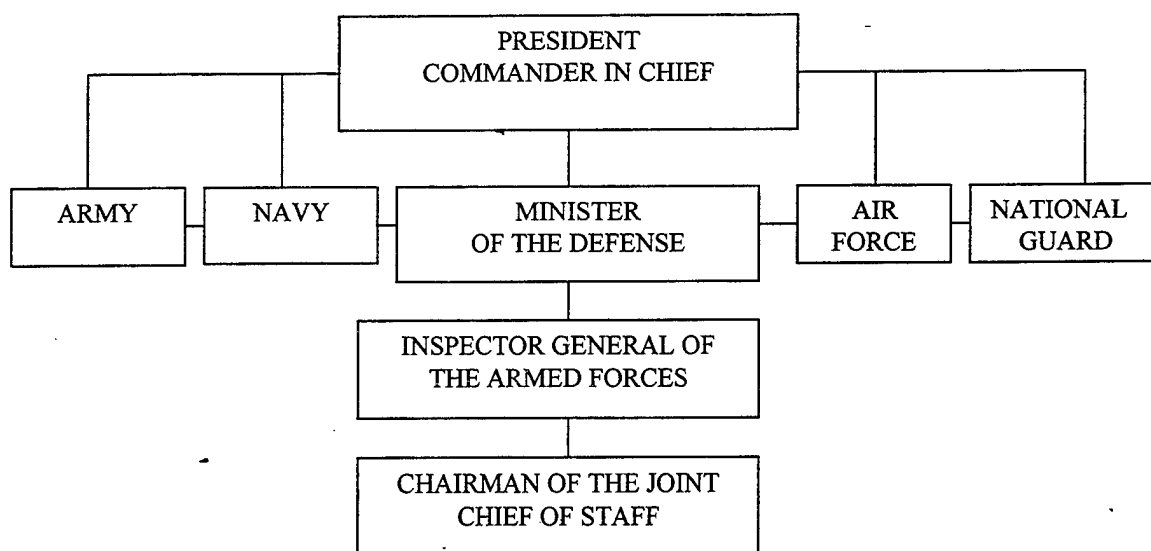 PRESIDENT
COMMANDER IN CHIEF
ARMY
NAVY
MINISTER
OF THE DEFENSE
AIR
FORCE
NATIONAL
GUARD
INSPECTOR GENERAL OF
THE ARMED FORCES
CHAIRMAN OF THE JOINT
CHIEF OF STAFF